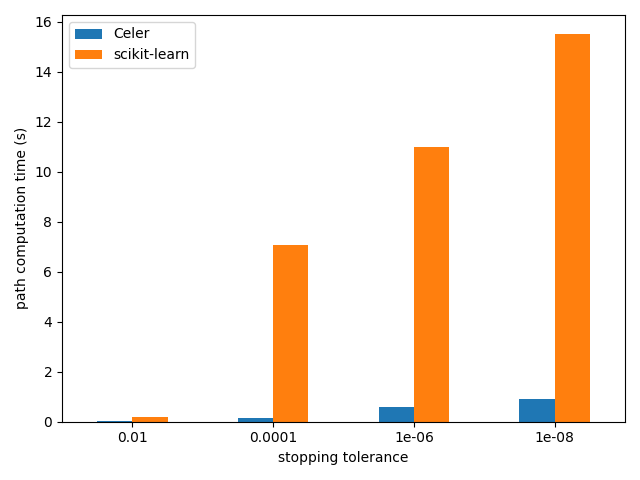 Celer
scikit-learn
path computation time (s)
16
14
12
10
8
6
4
2
0
0.01 0.0001 1e-06 1e-08
stopping tolerance